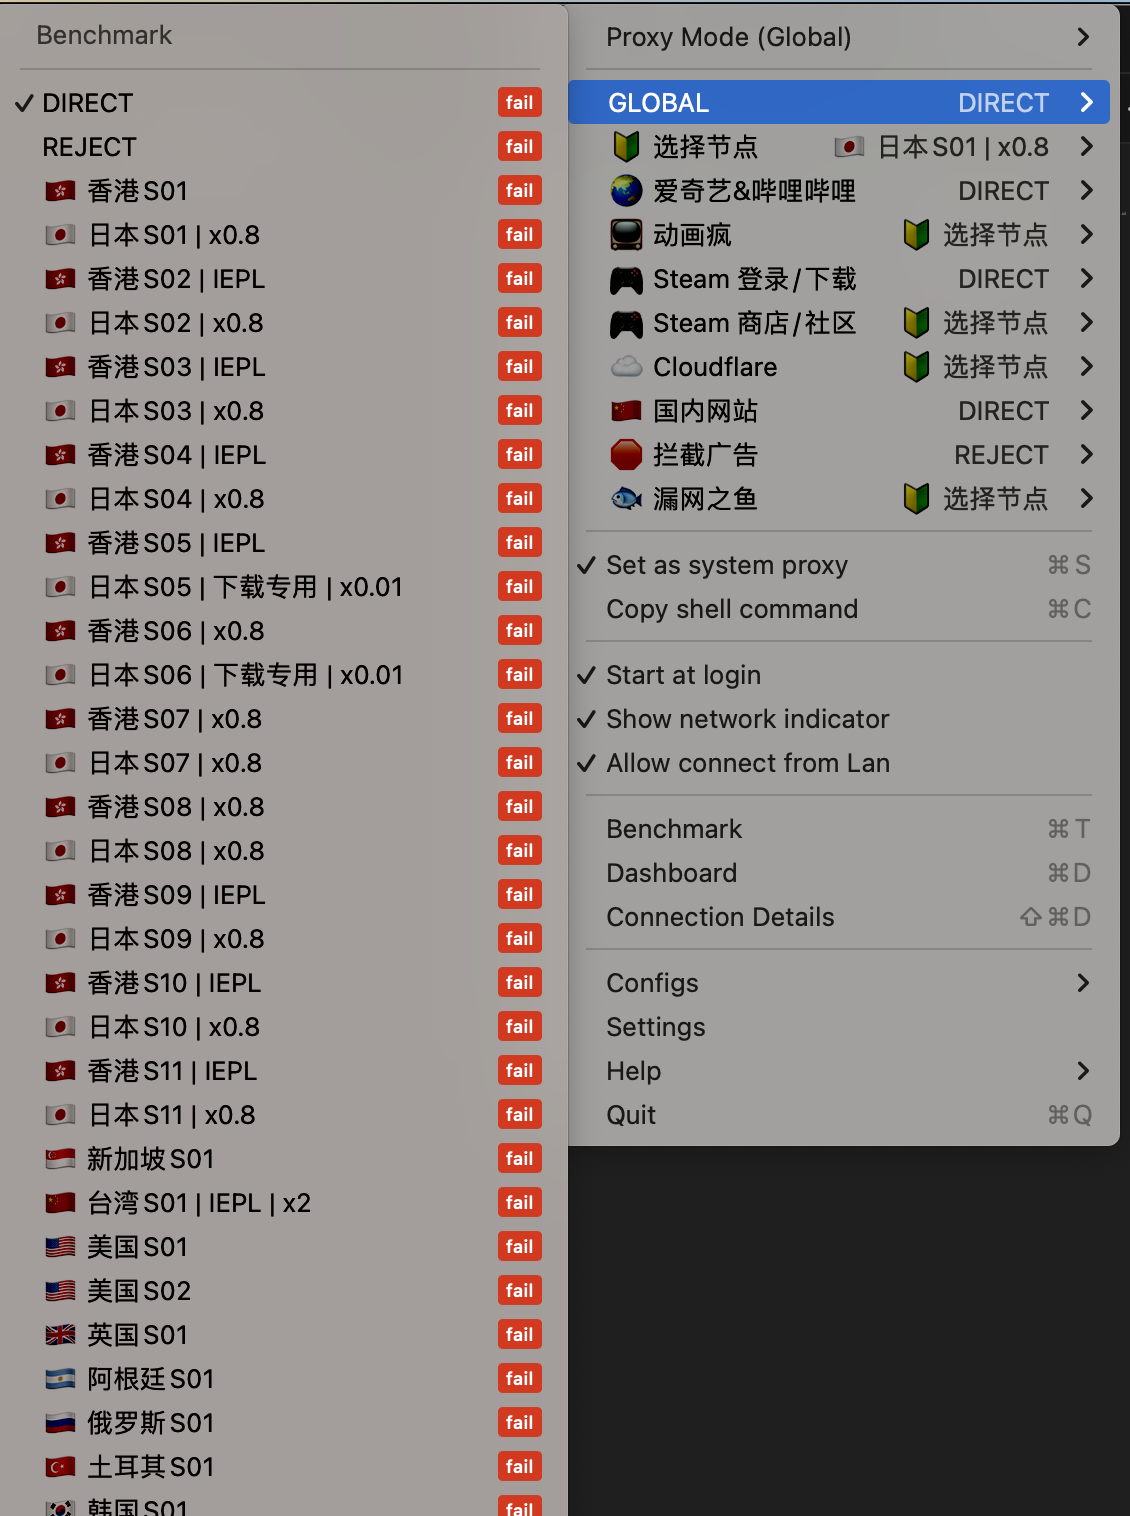 Benchmark
DIRECT fail
REJECT fail
香港S01 fail
日本S01 | x0.8 fail
香港S02 | IEPL fail
日本S02 | x0.8 fail
香港S03 | IEPL fail
日本S03 | x0.8 fail
香港S04 | IEPL fail
日本S04 | x0.8 fail
香港S05 | IEPL fail
日本S05 | 下载专用 | x0.01 fail
香港S06 | x0.8 fail
日本S06 | 下载专用 | x0.01 fail
香港S07 | x0.8 fail
日本S07 | x0.8 fail
香港S08 | x0.8 fail
日本S08 | x0.8 fail
香港S09 | IEPL fail
日本S09 | x0.8 fail
香港S10 | IEPL fail
日本S10 | x0.8 fail
香港S11 | IEPL fail
日本S11 | x0.8 fail
新加坡S01 fail
台湾S01 | IEPL | x2 fail
美国S01 fail
美国S02 fail
英国S01 fail
阿根廷S01 fail
俄罗斯S01 fail
土耳其S01 fail
韩国S01 fail
Proxy Mode (Global)
GLOBAL DIRECT
选择节点 日本S01 | x0.8
爱奇艺&哔哩哔哩 DIRECT
动画疯 选择节点
Steam 登录/下载 DIRECT
Steam 商店/社区 选择节点
Cloudflare 选择节点
国内网站 DIRECT
拦截广告 REJECT
漏网之鱼 选择节点
Set as system proxy ⌘S
Copy shell command ⌘C
Start at login
Show network indicator
Allow connect from Lan
Benchmark ⌘T
Dashboard ⌘D
Connection Details ⇧⌘D
Configs
Settings
Help
Quit ⌘Q